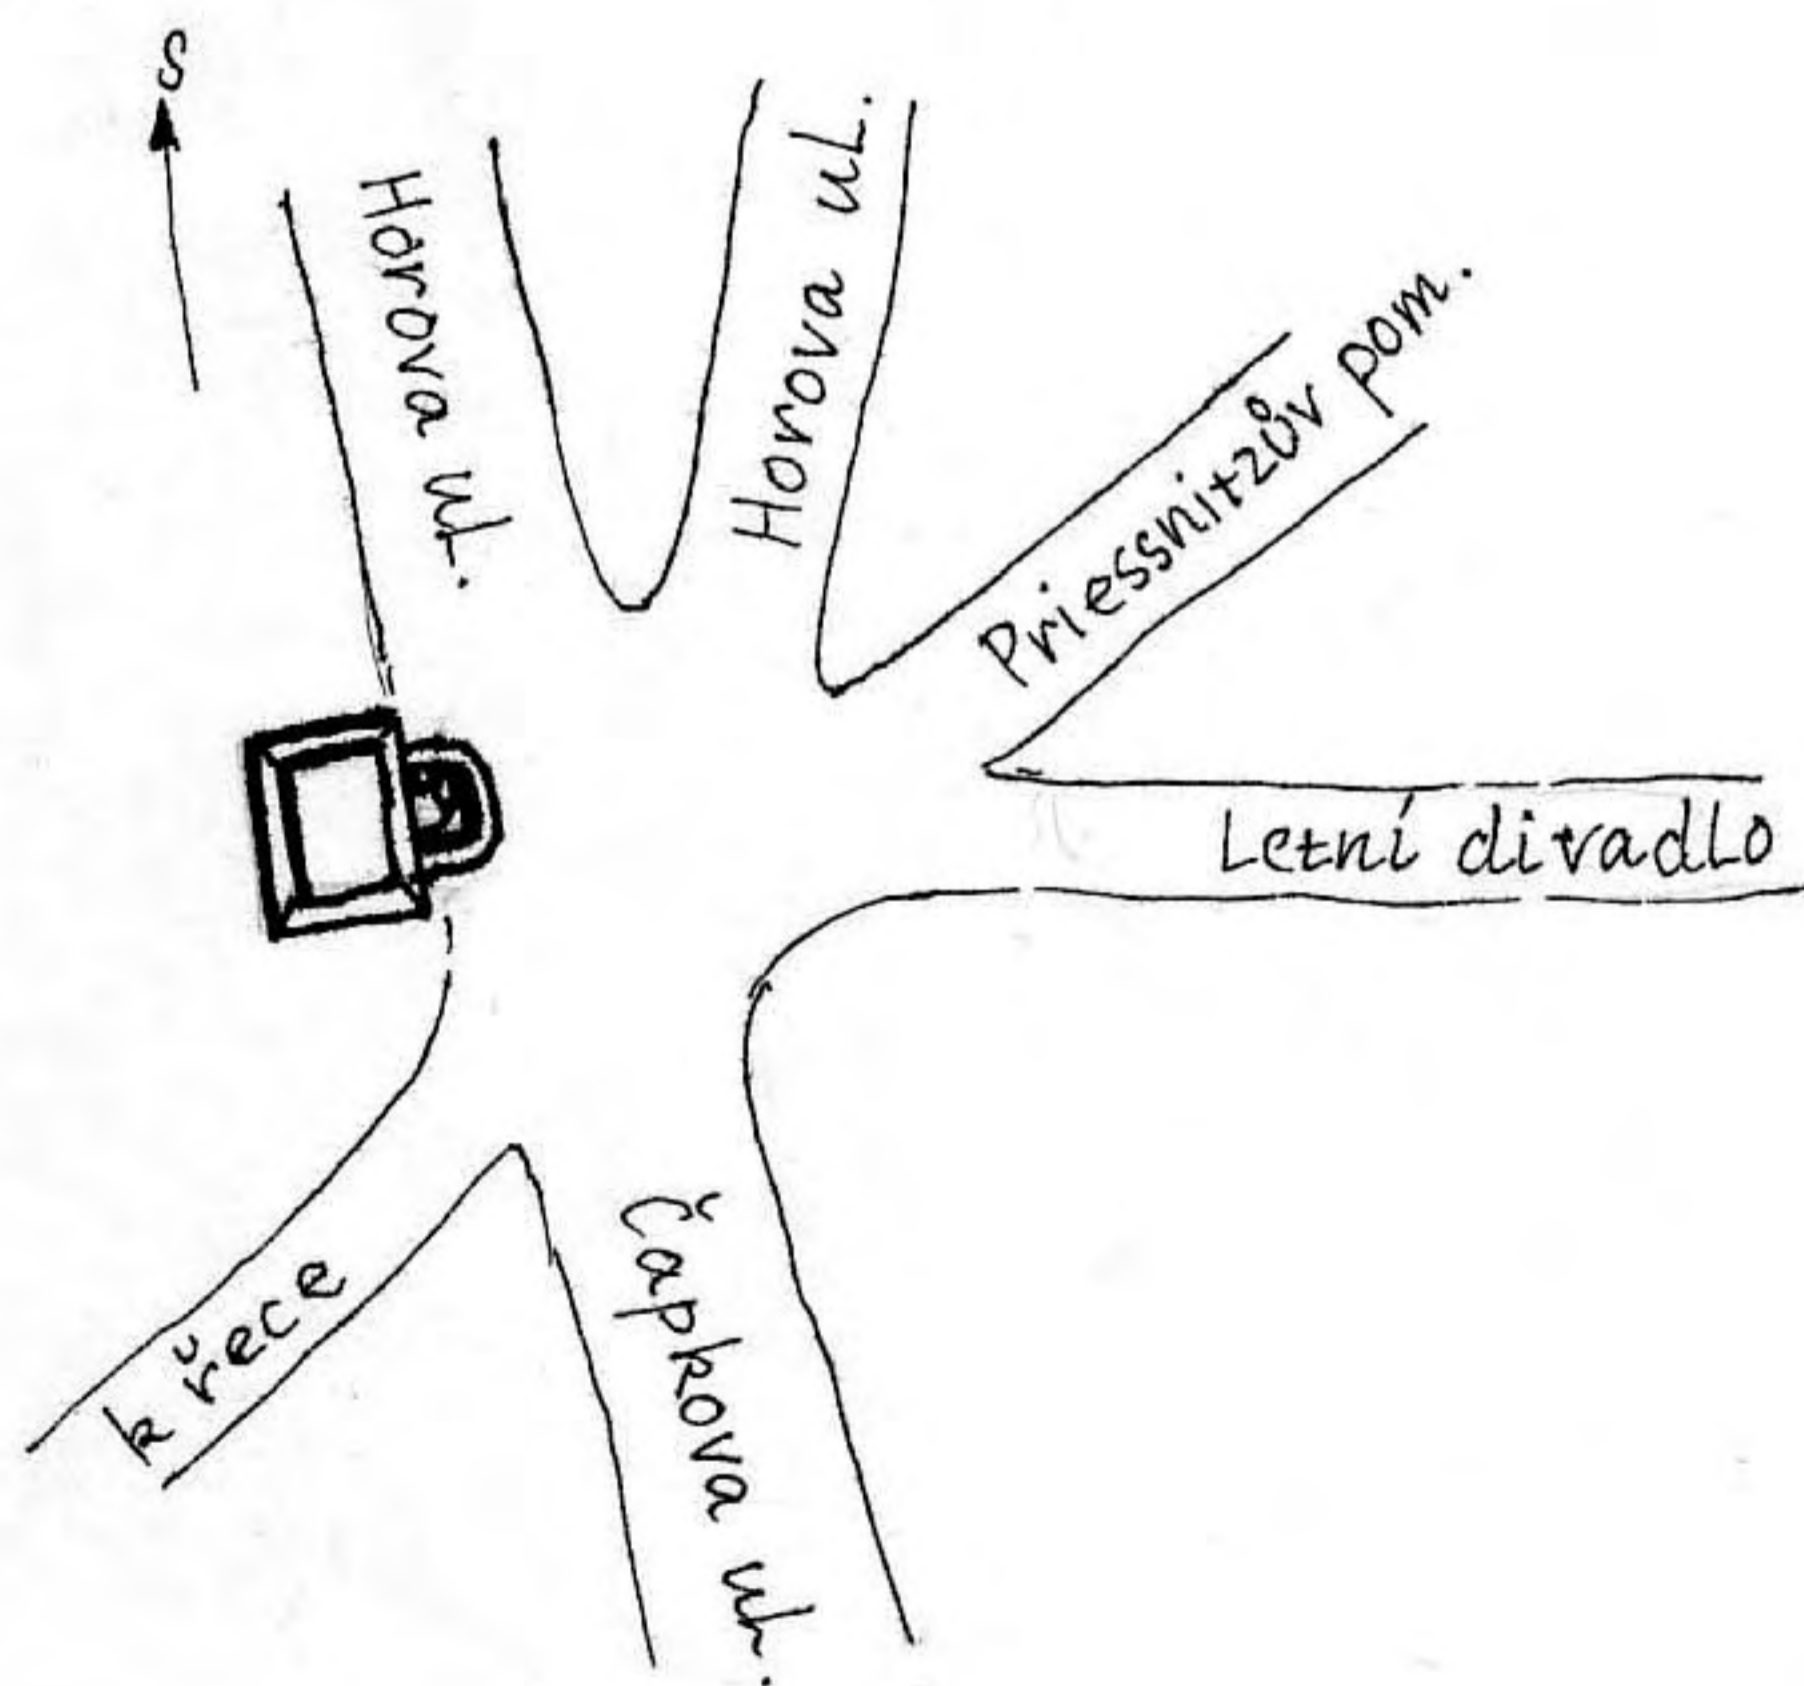 S
Horova ul.
Horova ul.
Priessnitzův pom.
Letní divadlo
k řece
Čapkova ul.